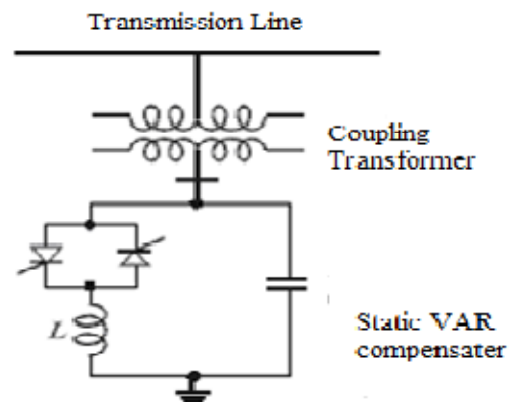 Transmission Line
Coupling
Transformer
L
Static VAR
compensater